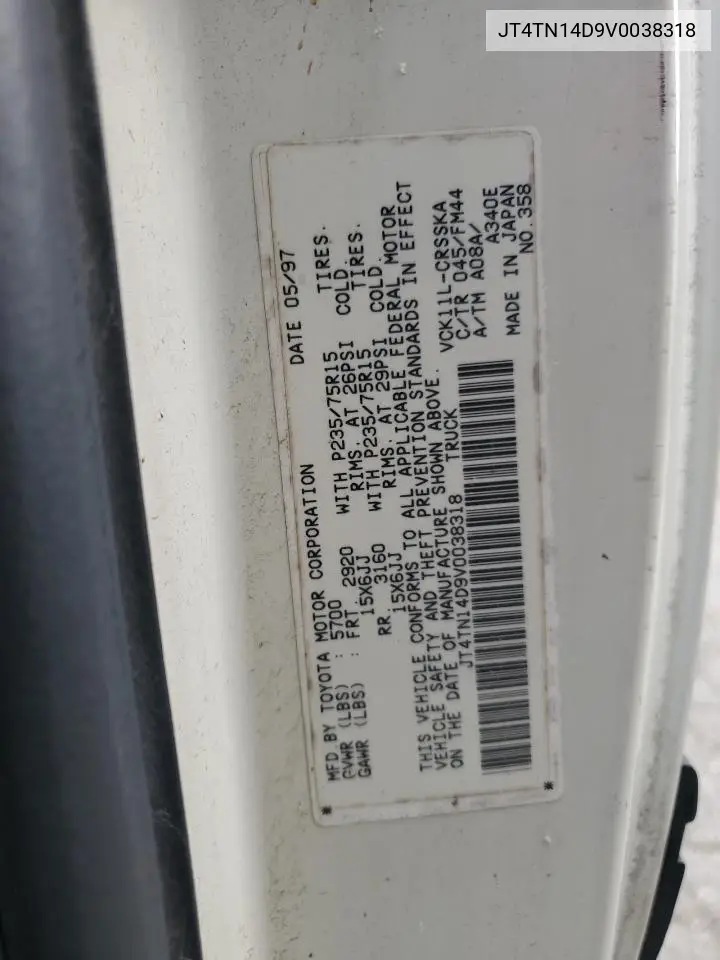 JT4TN14D9V0038318
MFD.BY TOYOTA MOTOR CORPORATION DATE 05/97
GVWR (LBS) : 5700
GAWR (LBS) : FRT. 2920 WITH P235/75R15 TIRES.
15X6JJ RIMS. AT 26PSI COLD.
RR. 3160 WITH P235/75R15 TIRES.
15X6JJ RIMS. AT 29PSI COLD.
THIS VEHICLE CONFORMS TO ALL APPLICABLE FEDERAL MOTOR
VEHICLE SAFETY AND THEFT PREVENTION STANDARDS IN EFFECT
ON THE DATE OF MANUFACTURE SHOWN ABOVE.
JT4TN14D9V0038318 TRUCK
VCK11L-CRSSKA
C/TR 045/FM44
A/TM A08A/
A340E
MADE IN JAPAN
NO.358